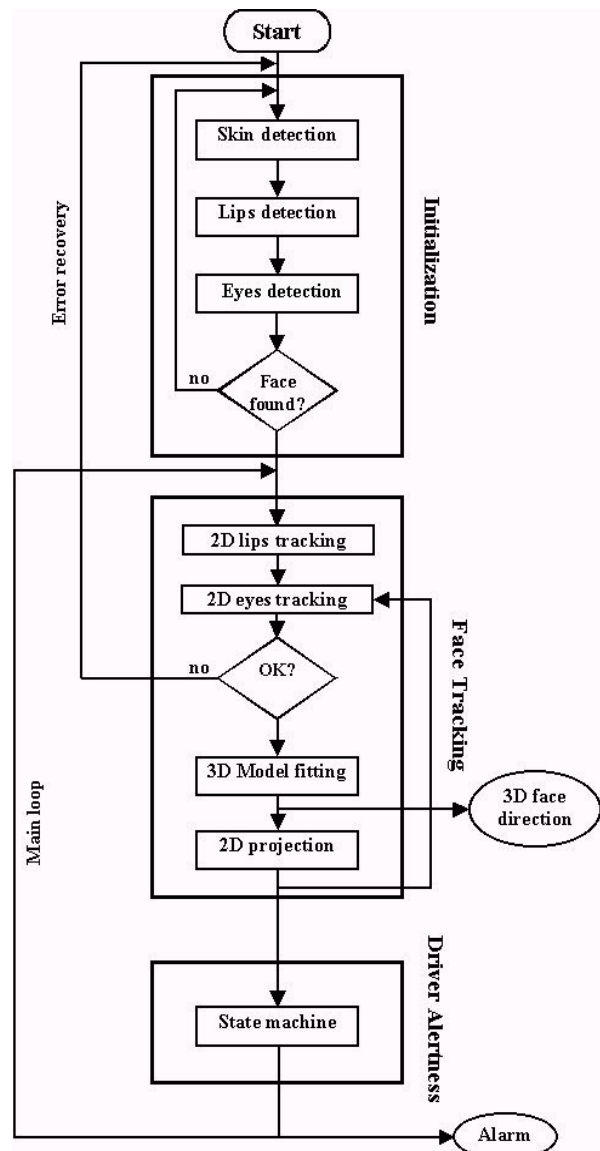 Start
Skin detection
Lips detection
Eyes detection
no
Face
found?
Initialization
Error recovery
2D lips tracking
2D eyes tracking
no
OK?
3D Model fitting
2D projection
Face Tracking
3D face
direction
Main loop
State machine
Driver Alertness
Alarm